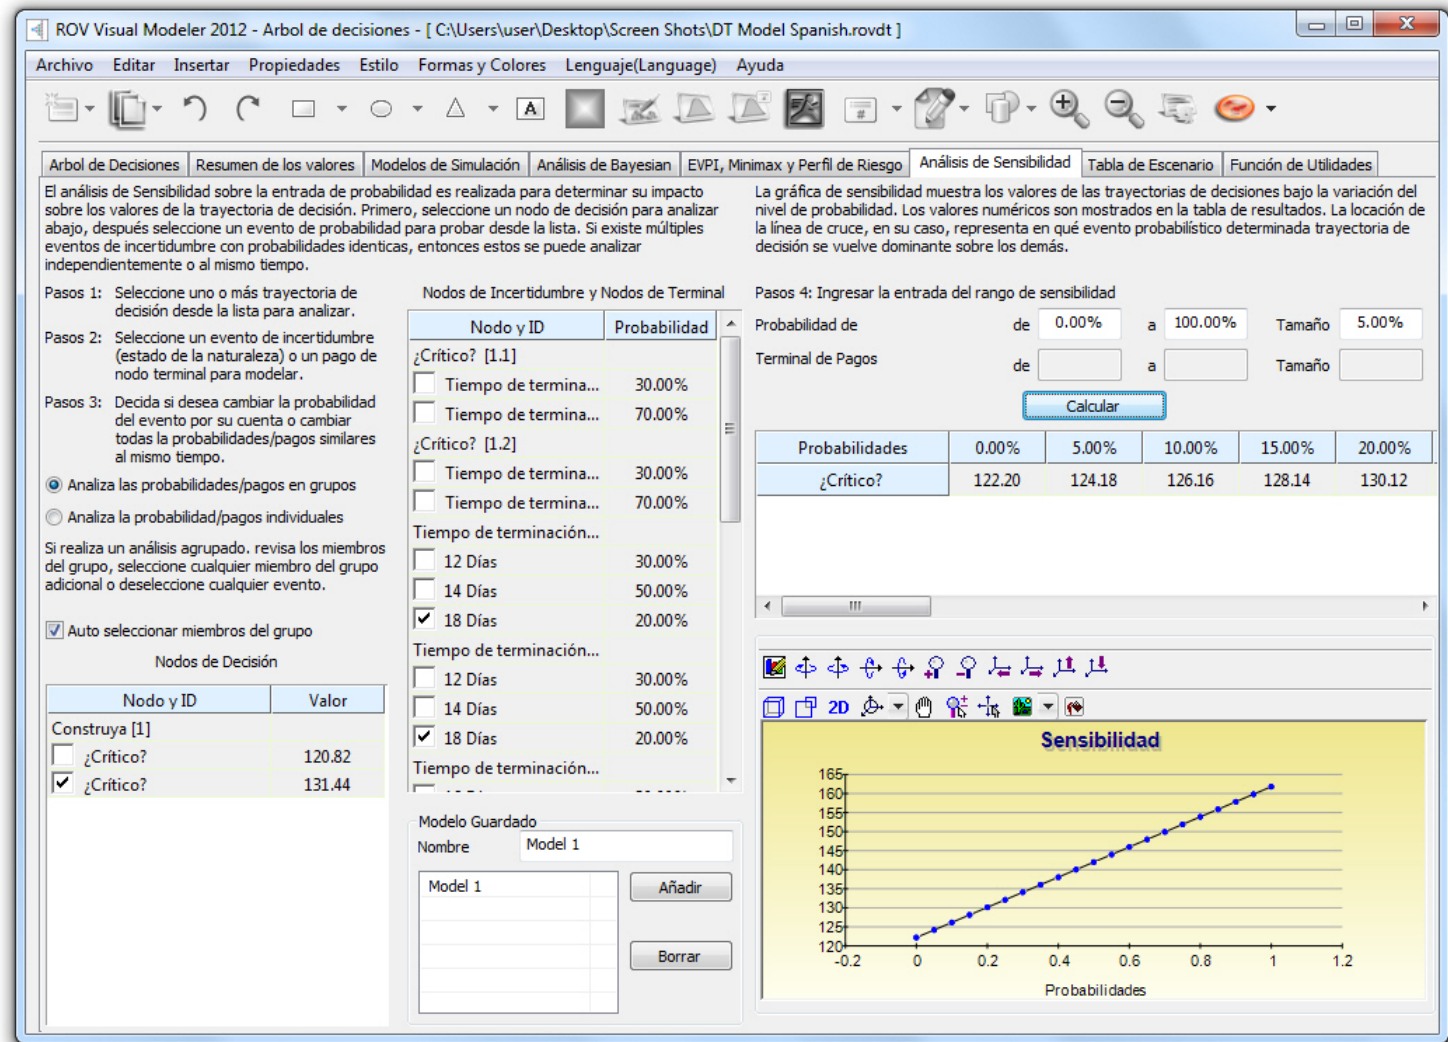 ROV Visual Modeler 2012 - Arbol de decisiones - [ C:\Users\user\Desktop\Screen Shots\DT Model Spanish.rovdt ]
Archivo Editar Insertar Propiedades Estilo Formas y Colores Lenguaje(Language) Ayuda
A
#
Arbol de Decisiones Resumen de los valores Modelos de Simulación Análisis de Bayesian EVPI, Minimax y Perfil de Riesgo Análisis de Sensibilidad Tabla de Escenario Función de Utilidades
El análisis de Sensibilidad sobre la entrada de probabilidad es realizada para determinar su impacto
sobre los valores de la trayectoria de decisión. Primero, seleccione un nodo de decisión para analizar
abajo, después seleccione un evento de probabilidad para probar desde la lista. Si existe múltiples
eventos de incertidumbre con probabilidades identicas, entonces estos se puede analizar
independientemente o al mismo tiempo.
Pasos 1: Seleccione uno o más trayectoria de
decisión desde la lista para analizar.
Pasos 2: Seleccione un evento de incertidumbre
(estado de la naturaleza) o un pago de
nodo terminal para modelar.
Pasos 3: Decida si desea cambiar la probabilidad
del evento por su cuenta o cambiar
todas la probabilidades/pagos similares
al mismo tiempo.
Analiza las probabilidades/pagos en grupos
Analiza la probabilidad/pagos individuales
Si realiza un análisis agrupado. revisa los miembros
del grupo, seleccione cualquier miembro del grupo
adicional o deseleccione cualquier evento.
Auto seleccionar miembros del grupo
Nodos de Decisión
Nodo y ID Valor
Construya [1]
¿Crítico? 120.82
¿Crítico? 131.44
Nodos de Incertidumbre y Nodos de Terminal
Nodo y ID Probabilidad
¿Crítico? [1.1]
Tiempo de termina... 30.00%
Tiempo de termina... 70.00%
¿Crítico? [1.2]
Tiempo de termina... 30.00%
Tiempo de termina... 70.00%
Tiempo de terminación...
12 Días 30.00%
14 Días 50.00%
18 Días 20.00%
Tiempo de terminación...
12 Días 30.00%
14 Días 50.00%
18 Días 20.00%
Tiempo de terminación...
Modelo Guardado
Nombre Model 1
Model 1
Añadir
Borrar
La gráfica de sensibilidad muestra los valores de las trayectorias de decisiones bajo la variación del
nivel de probabilidad. Los valores numéricos son mostrados en la tabla de resultados. La locación de
la línea de cruce, en su caso, representa en qué evento probabilístico determinada trayectoria de
decisión se vuelve dominante sobre los demás.
Pasos 4: Ingresar la entrada del rango de sensibilidad
Probabilidad de de 0.00% a 100.00% Tamaño 5.00%
Terminal de Pagos de a Tamaño
Calcular
Probabilidades 0.00% 5.00% 10.00% 15.00% 20.00%
¿Crítico? 122.20 124.18 126.16 128.14 130.12
2D
Sensibilidad
165
160
155
150
145
140
135
130
125
120
-0.2 0 0.2 0.4 0.6 0.8 1 1.2
Probabilidades